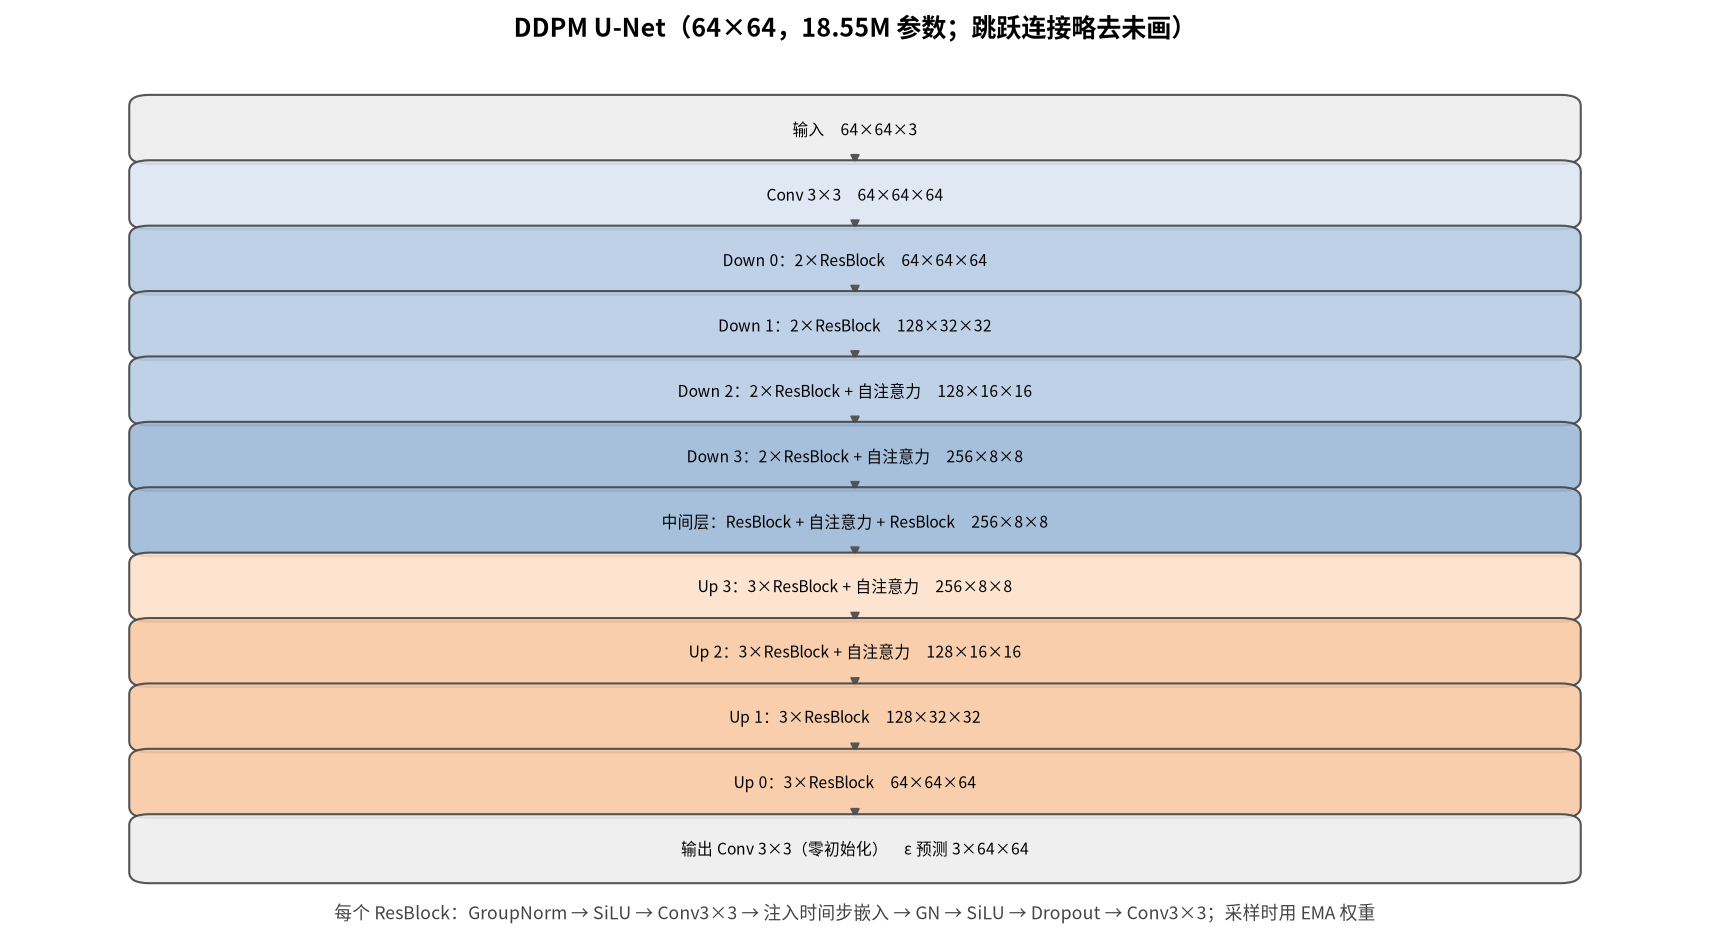 DDPM U-Net（64×64，18.55M 参数；跳跃连接略去未画）
输入　64×64×3
Conv 3×3　64×64×64
Down 0：2×ResBlock　64×64×64
Down 1：2×ResBlock　128×32×32
Down 2：2×ResBlock + 自注意力　128×16×16
Down 3：2×ResBlock + 自注意力　256×8×8
中间层：ResBlock + 自注意力 + ResBlock　256×8×8
Up 3：3×ResBlock + 自注意力　256×8×8
Up 2：3×ResBlock + 自注意力　128×16×16
Up 1：3×ResBlock　128×32×32
Up 0：3×ResBlock　64×64×64
输出 Conv 3×3（零初始化）　ε 预测 3×64×64
每个 ResBlock：GroupNorm → SiLU → Conv3×3 → 注入时间步嵌入 → GN → SiLU → Dropout → Conv3×3；采样时用 EMA 权重